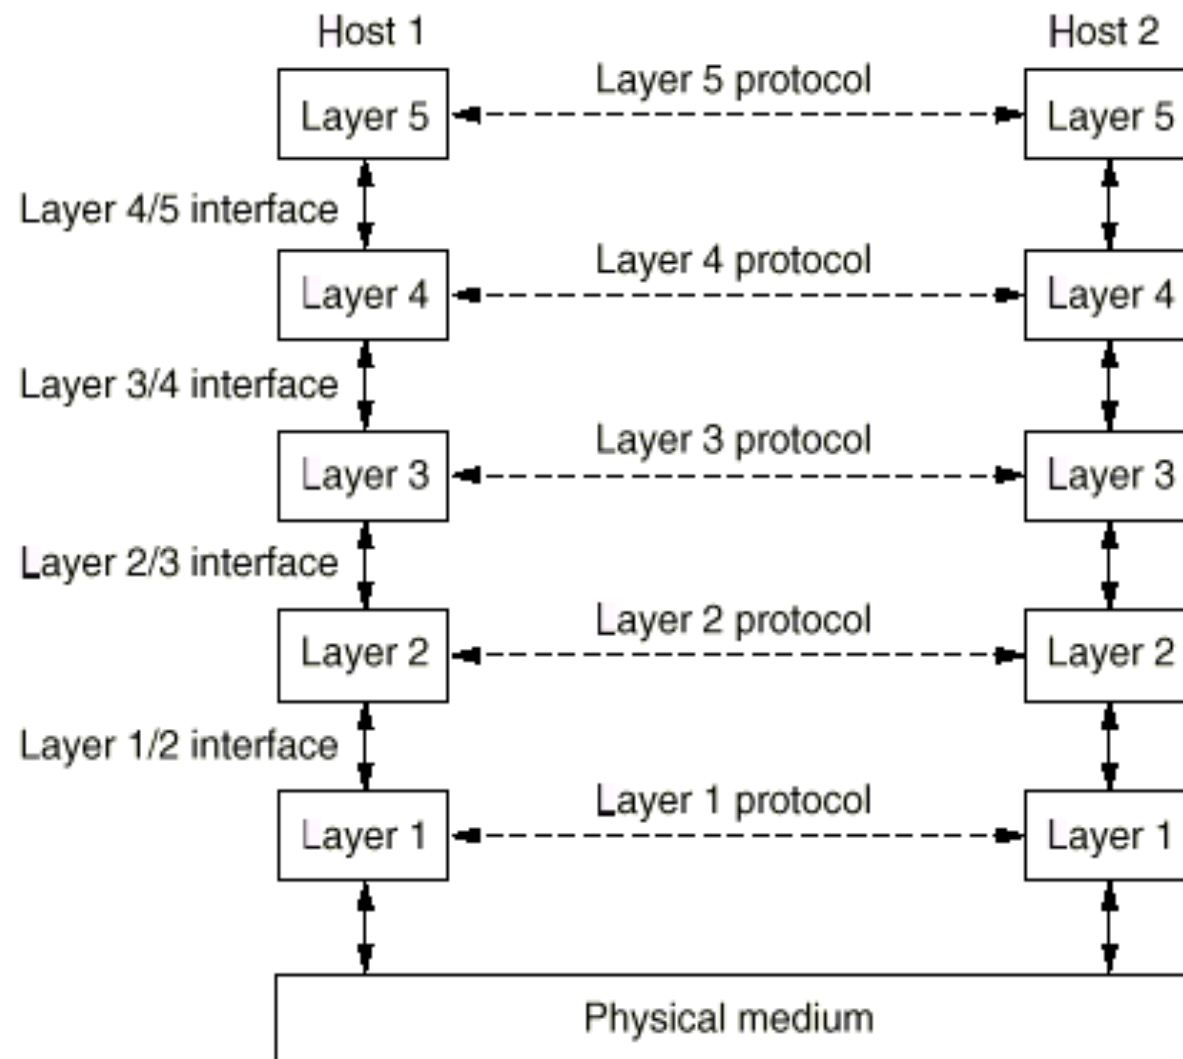 Host 1
Host 2
Layer 5 protocol
Layer 5
Layer 5
Layer 4/5 interface
Layer 4 protocol
Layer 4
Layer 4
Layer 3/4 interface
Layer 3 protocol
Layer 3
Layer 3
Layer 2/3 interface
Layer 2 protocol
Layer 2
Layer 2
Layer 1/2 interface
Layer 1 protocol
Layer 1
Layer 1
Physical medium